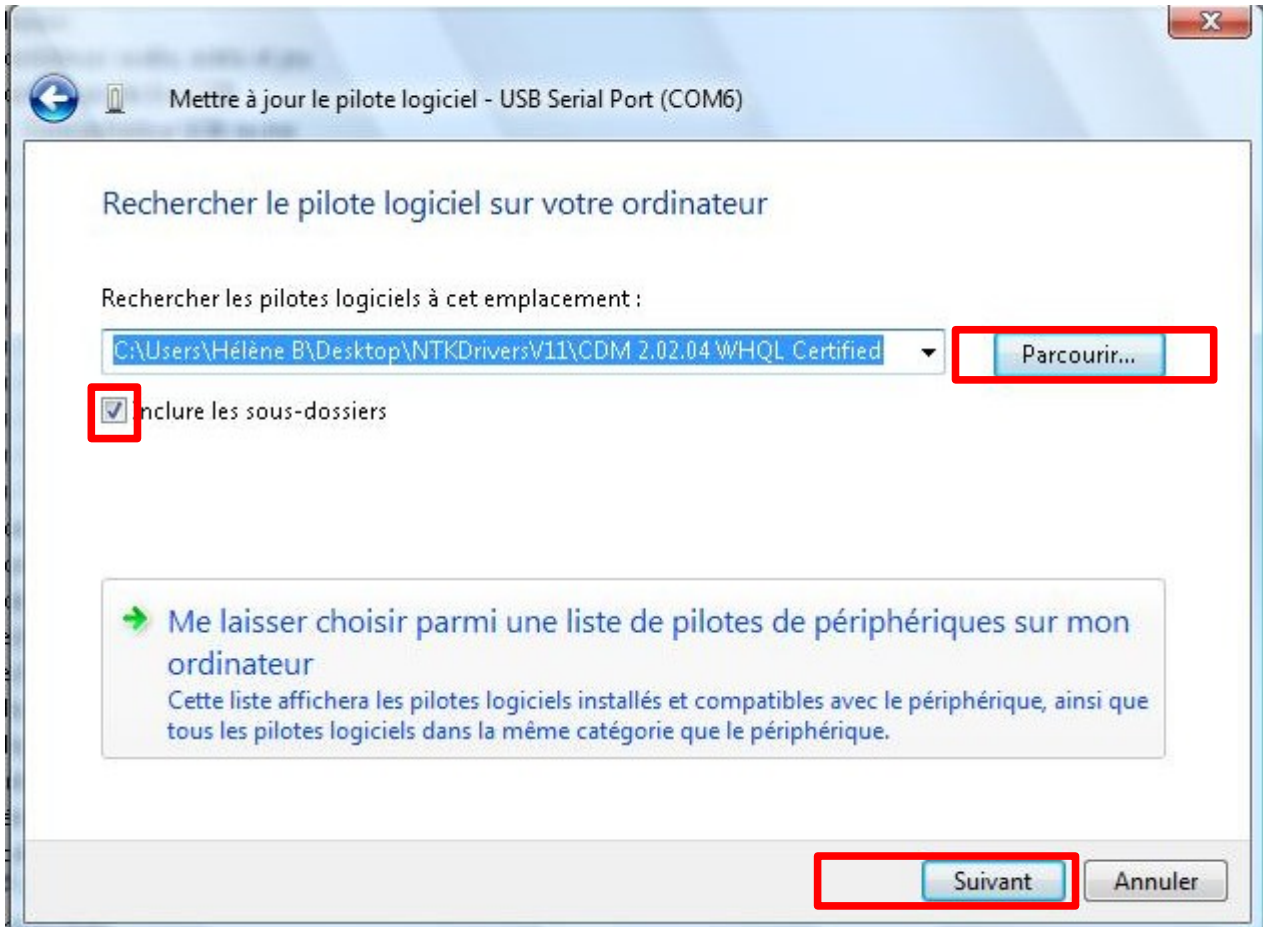 Mettre à jour le pilote logiciel - USB Serial Port (COM6)
Rechercher le pilote logiciel sur votre ordinateur
Rechercher les pilotes logiciels à cet emplacement :
C:\Users\Hélène B\Desktop\NTKDriversV11\CDM 2.02.04 WHQL Certified
Parcourir...
Inclure les sous-dossiers
Me laisser choisir parmi une liste de pilotes de périphériques sur mon
ordinateur
Cette liste affichera les pilotes logiciels installés et compatibles avec le périphérique, ainsi que
tous les pilotes logiciels dans la même catégorie que le périphérique.
Suivant
Annuler